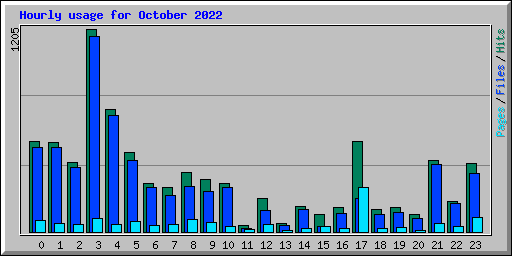 Hourly usage for October 2022
1205
Pages / Files / Hits
0 1 2 3 4 5 6 7 8 9 10 11 12 13 14 15 16 17 18 19 20 21 22 23